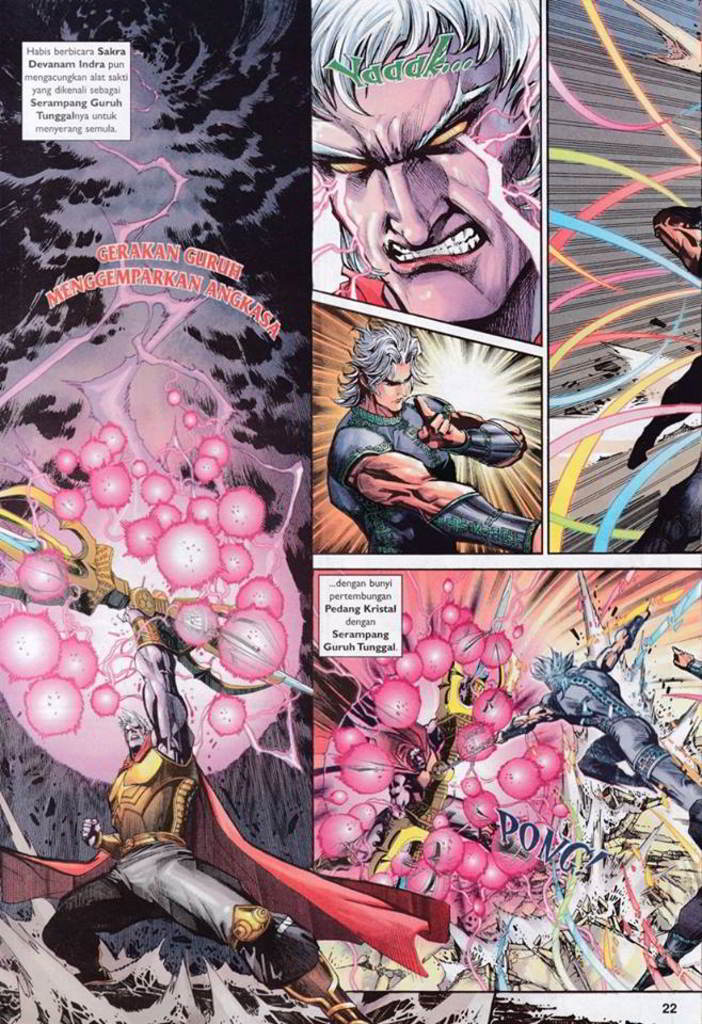 Habis berbicara Sakra
Devanam Indra pun
mengacungkan alat sakti
yang dikenali sebagai
Serampang Guruh
Tunggalnya untuk
menyerang semula.
GERAKAN GURUH
MENGGEMPARKAN ANGKASA
Yaaak...
...dengan bunyi
pertembungan
Pedang Kristal
dengan
Serampang
Guruh Tunggal.
PONG!
22